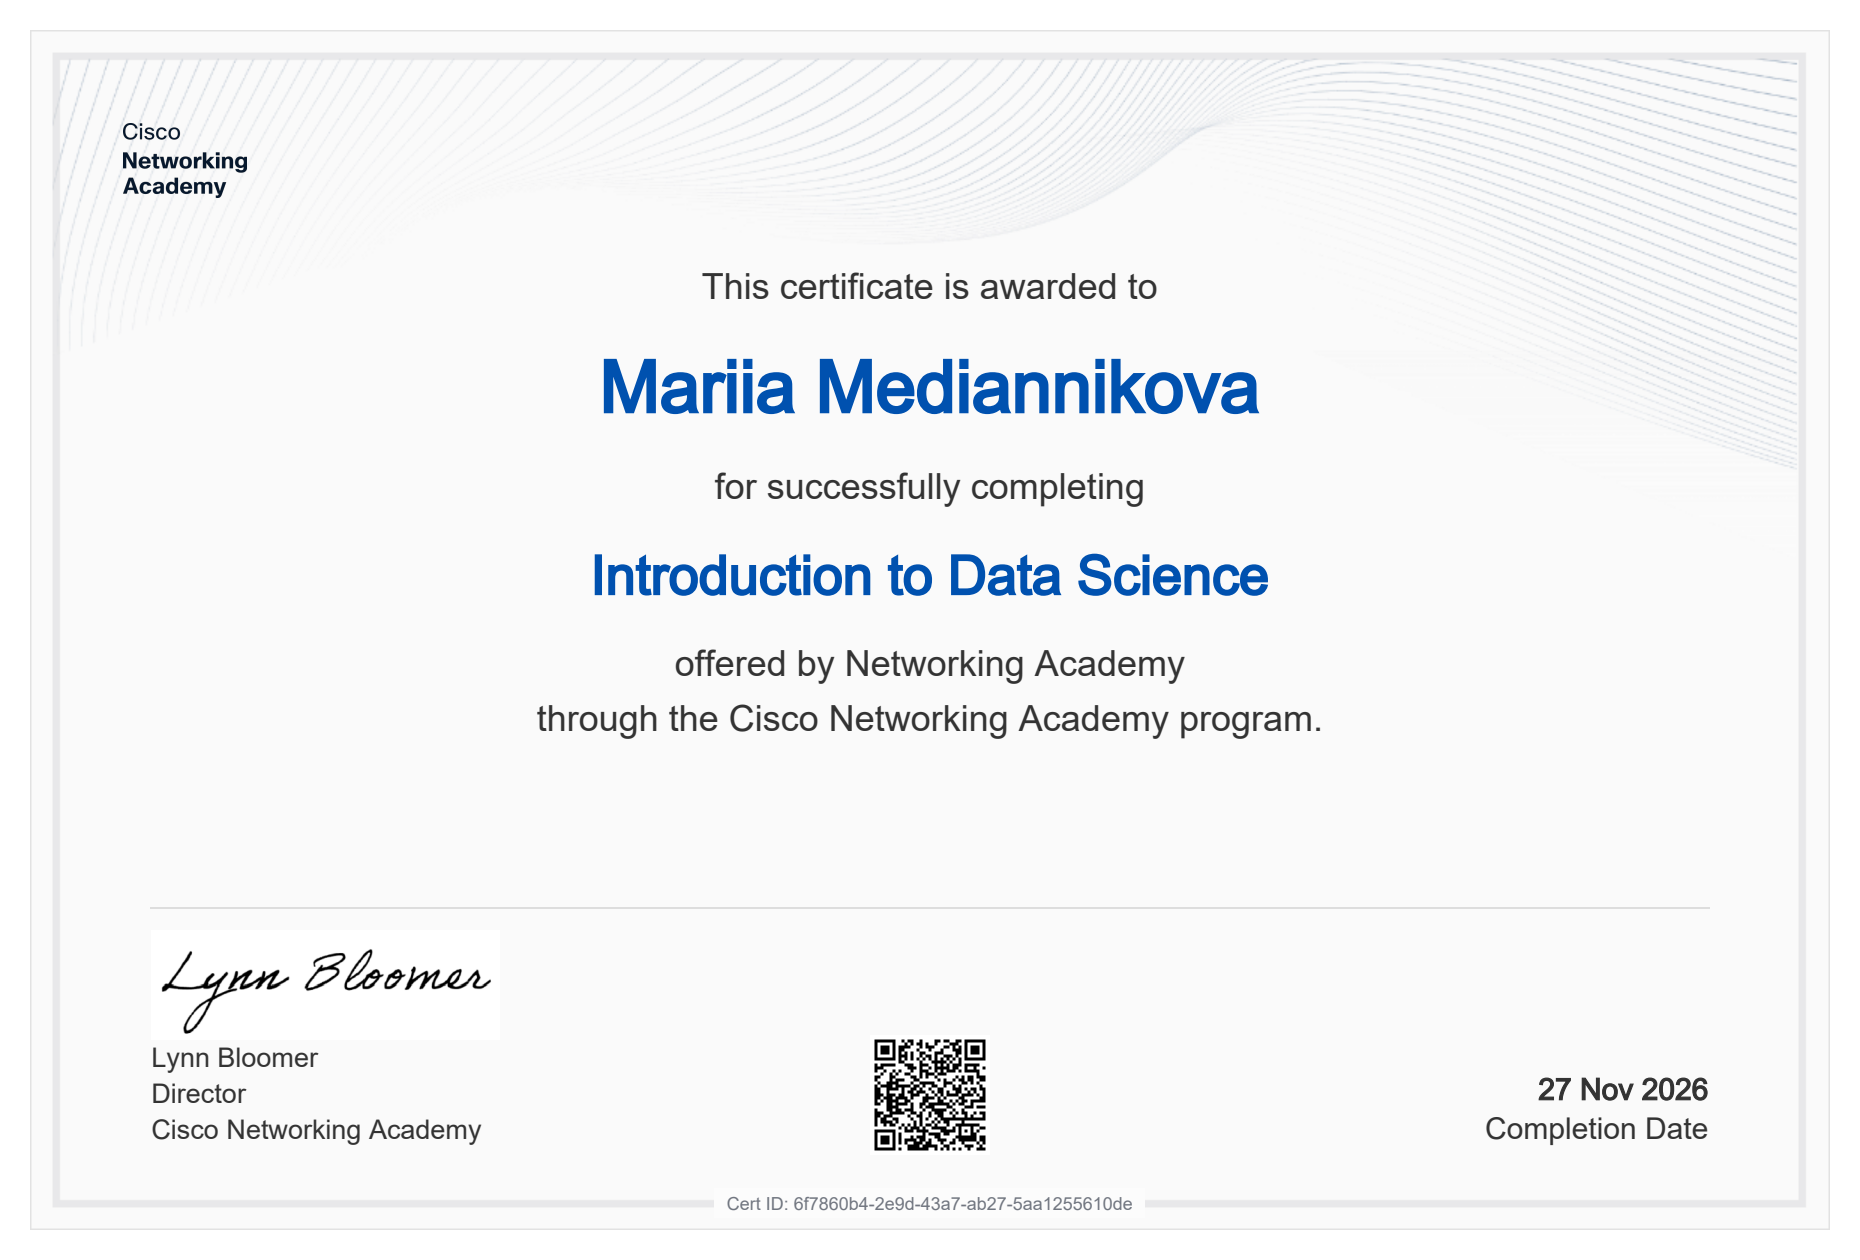 Cisco
Networking
Academy
This certificate is awarded to
Mariia Mediannikova
for successfully completing
Introduction to Data Science
offered by Networking Academy
through the Cisco Networking Academy program.
Lynn Bloomer
Lynn Bloomer
Director
Cisco Networking Academy
27 Nov 2026
Completion Date
Cert ID: 6f7860b4-2e9d-43a7-ab27-5aa1255610de